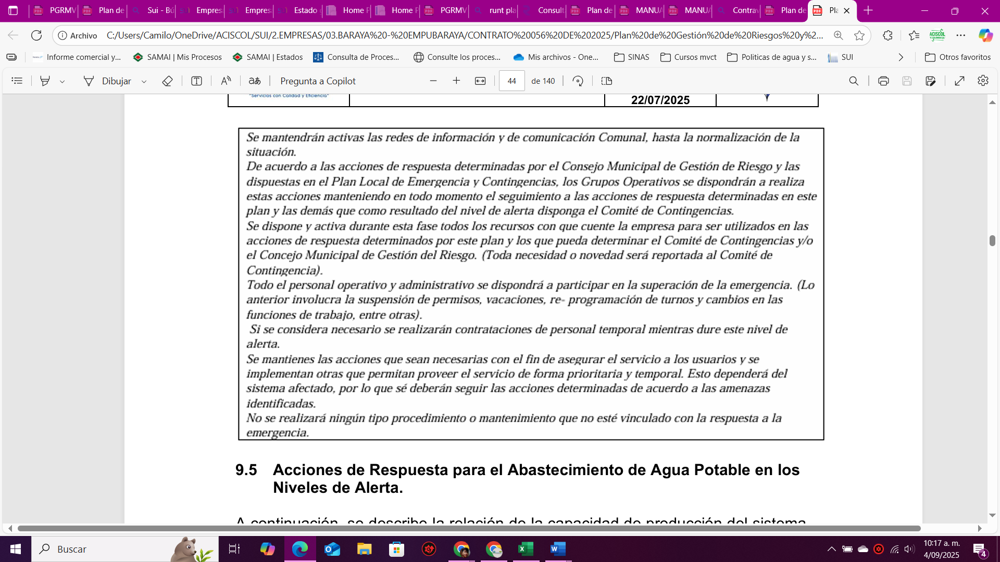 PGRMV
Plan de
Sui - Bú
Empres
Empres
Estado
Home P
Home P
PGRMV
runt pla
Consult
Plan de
MANUA
MANUA
Contrav
Plan de
Pla
Archivo
C:/Users/Camilo/OneDrive/ACISCOL/SUI/2.EMPRESAS/03.BARAYA%20-%20EMPUBARAYA/CONTRATO%20056%20DE%202025/Plan%20de%20Gestión%20de%20Riesgos%20y%2...
Informe comercial y...
SAMAI | Mis Procesos
SAMAI | Estados
Consulta de Proces...
Consulte los proces...
Mis archivos - One...
SINAS
Cursos mvct
Politicas de agua y s...
SUI
Otros favoritos
Dibujar
Pregunta a Copilot
44
de 140
"Servicios con Calidad y Eficiencia"
22/07/2025
Se mantendrán activas las redes de información y de comunicación Comunal, hasta la normalización de la
situación.
De acuerdo a las acciones de respuesta determinadas por el Consejo Municipal de Gestión de Riesgo y las
dispuestas en el Plan Local de Emergencia y Contingencias, los Grupos Operativos se dispondrán a realiza
estas acciones manteniendo en todo momento el seguimiento a las acciones de respuesta determinadas en este
plan y las demás que como resultado del nivel de alerta disponga el Comité de Contingencias.
Se dispone y activa durante esta fase todos los recursos con que cuente la empresa para ser utilizados en las
acciones de respuesta determinados por este plan y los que pueda determinar el Comité de Contingencias y/o
el Concejo Municipal de Gestión del Riesgo. (Toda necesidad o novedad será reportada al Comité de
Contingencia).
Todo el personal operativo y administrativo se dispondrá a participar en la superación de la emergencia. (Lo
anterior involucra la suspensión de permisos, vacaciones, re- programación de turnos y cambios en las
funciones de trabajo, entre otras).
Si se considera necesario se realizarán contrataciones de personal temporal mientras dure este nivel de
alerta.
Se mantienes las acciones que sean necesarias con el fin de asegurar el servicio a los usuarios y se
implementan otras que permitan proveer el servicio de forma prioritaria y temporal. Esto dependerá del
sistema afectado, por lo que sé deberán seguir las acciones determinadas de acuerdo a las amenazas
identificadas.
No se realizará ningún tipo procedimiento o mantenimiento que no esté vinculado con la respuesta a la
emergencia.
9.5 Acciones de Respuesta para el Abastecimiento de Agua Potable en los
Niveles de Alerta.
A continuación, se describe la relación de la capacidad de producción del sistema
Buscar
10:17 a. m.
4/09/2025
4